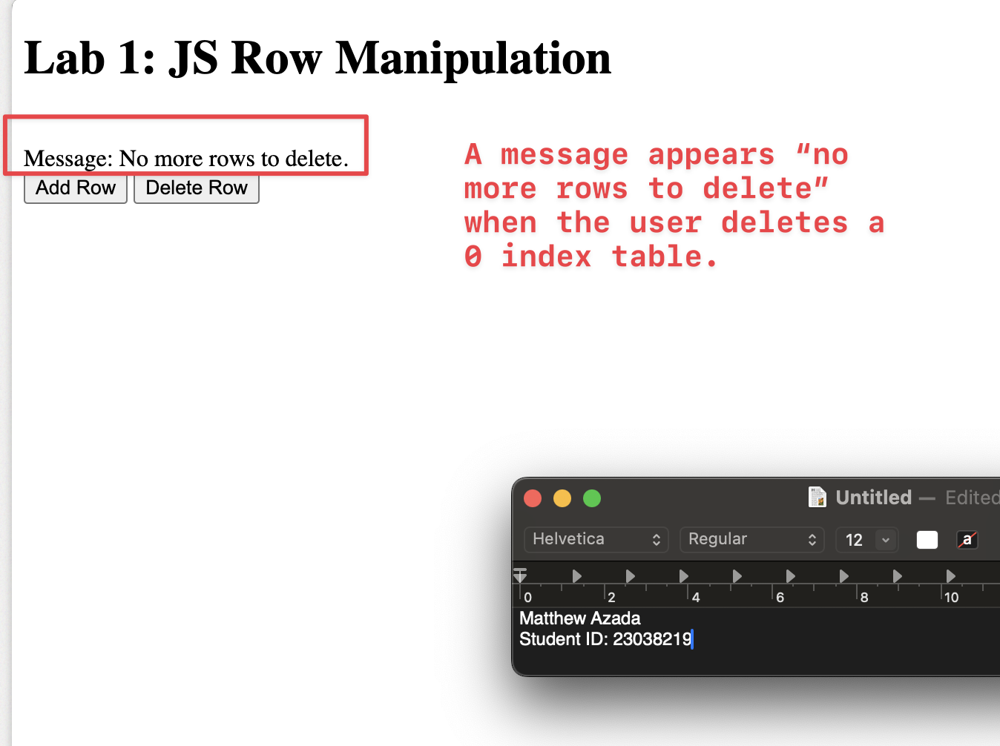 Lab 1: JS Row Manipulation
Message: No more rows to delete.
Add Row Delete Row
A message appears “no
more rows to delete”
when the user deletes a
0 index table.
Untitled — Edited
Helvetica Regular 12 a
0 2 4 6 8 10
Matthew Azada
Student ID: 23038219